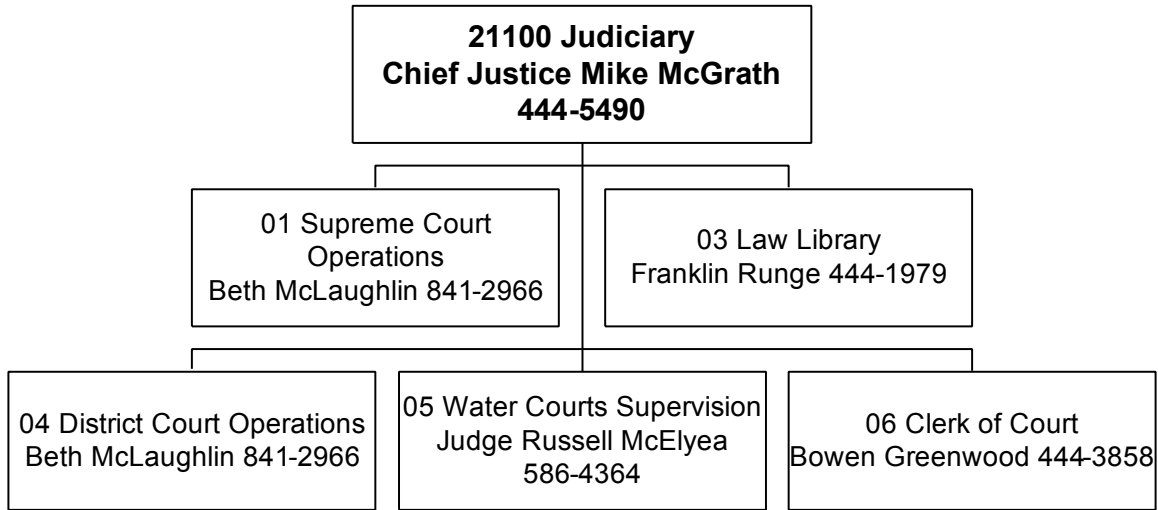 21100 Judiciary
Chief Justice Mike McGrath
444-5490
01 Supreme Court
Operations
Beth McLaughlin 841-2966
03 Law Library
Franklin Runge 444-1979
04 District Court Operations
Beth McLaughlin 841-2966
05 Water Courts Supervision
Judge Russell McElyea
586-4364
06 Clerk of Court
Bowen Greenwood 444-3858